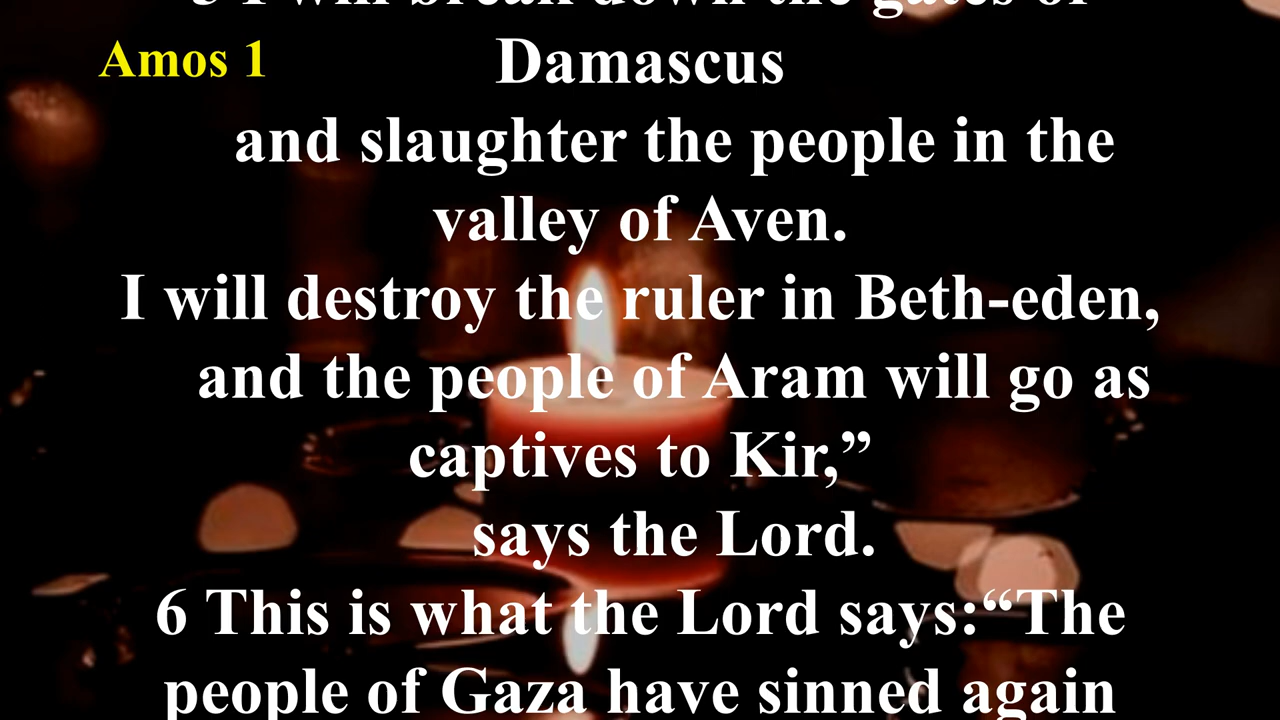 5 I will break down the gates of
Amos 1
Damascus
and slaughter the people in the
valley of Aven.
I will destroy the ruler in Beth-eden,
and the people of Aram will go as
captives to Kir,”
says the Lord.
6 This is what the Lord says:“The
people of Gaza have sinned again